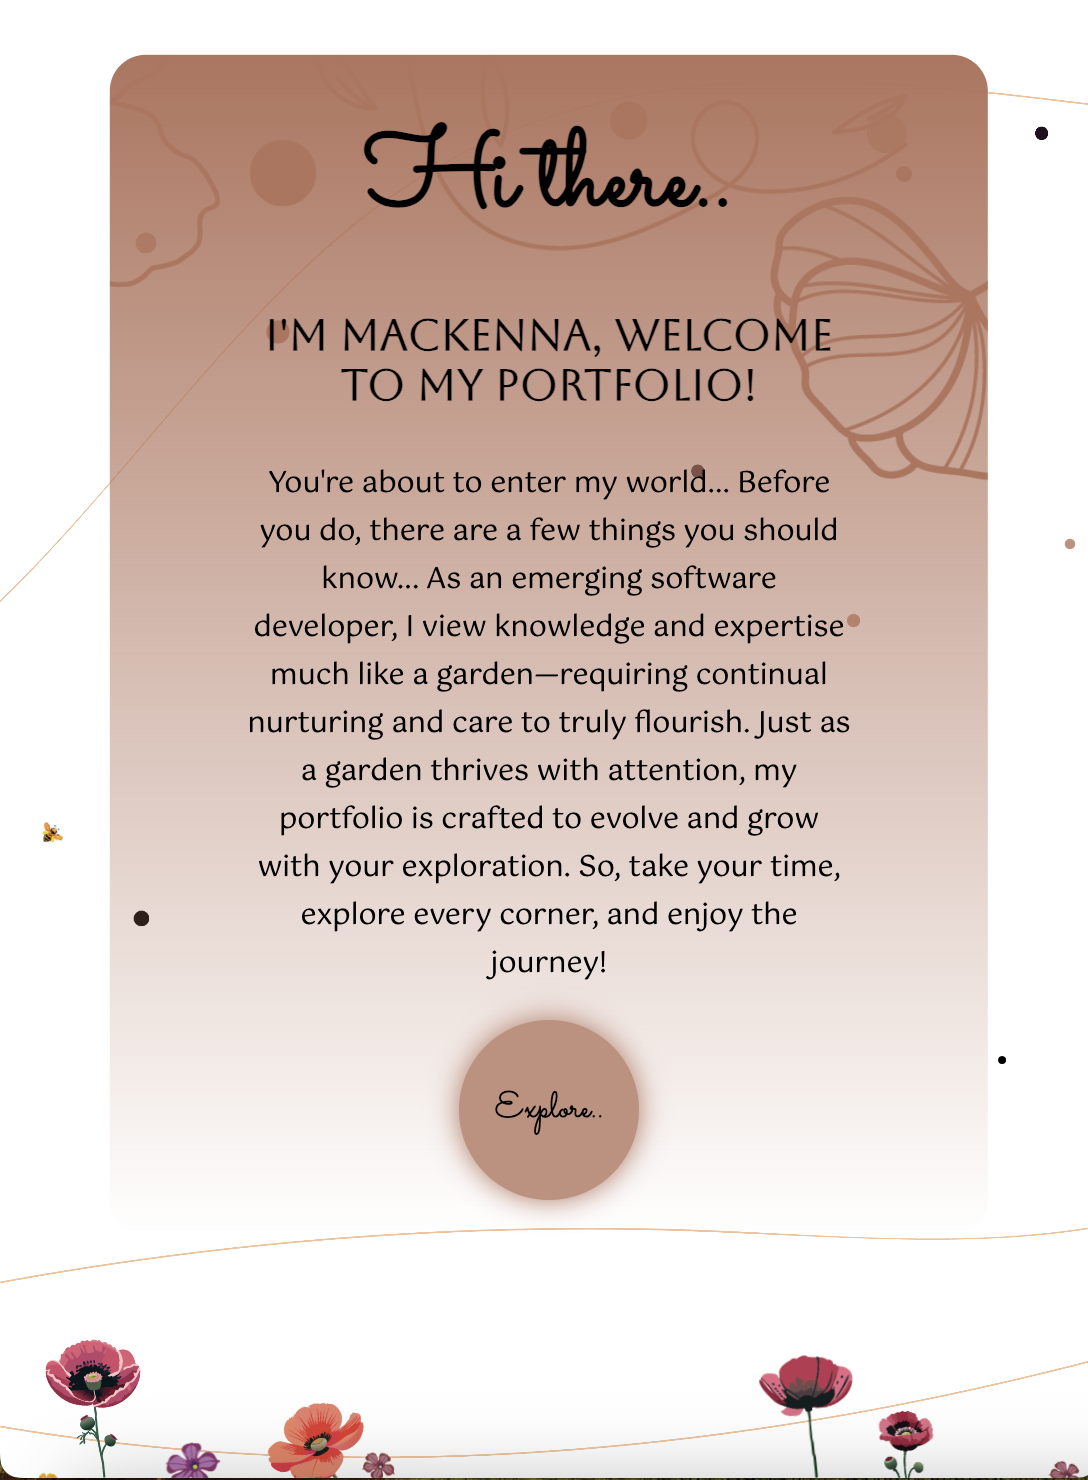 Hi there..
I'M MACKENNA, WELCOME
TO MY PORTFOLIO!
You're about to enter my world... Before
you do, there are a few things you should
know... As an emerging software
developer, I view knowledge and expertise
much like a garden—requiring continual
nurturing and care to truly flourish. Just as
a garden thrives with attention, my
portfolio is crafted to evolve and grow
with your exploration. So, take your time,
explore every corner, and enjoy the
journey!
Explore..